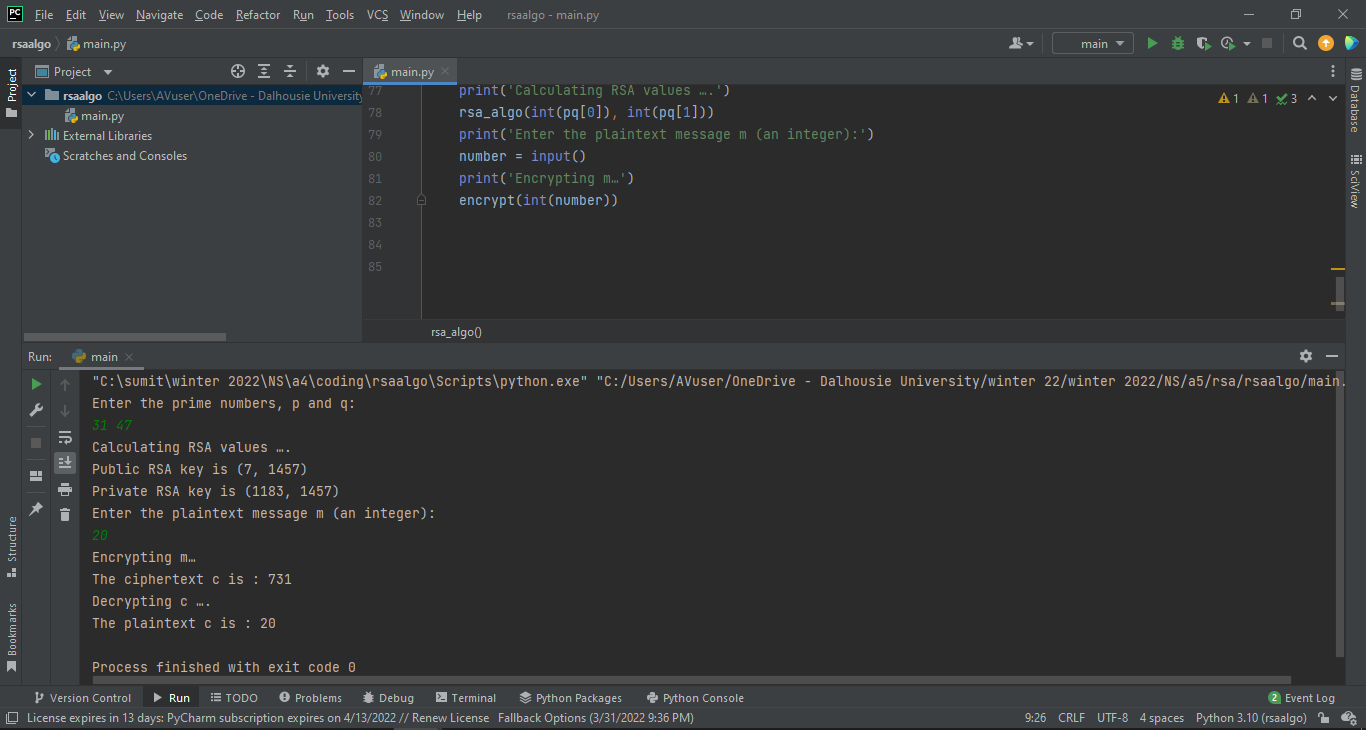 PC File Edit View Navigate Code Refactor Run Tools VCS Window Help rsaalgo - main.py
rsaalgo main.py main
Project main.py
Project
rsaalgo C:\Users\AVuser\OneDrive - Dalhousie University
main.py
External Libraries
Scratches and Consoles
77 print('Calculating RSA values ….')
1 1 3
78 rsa_algo(int(pq[0]), int(pq[1]))
79 print('Enter the plaintext message m (an integer):')
80 number = input()
81 print('Encrypting m…')
82 encrypt(int(number))
83
84
85
rsa_algo()
Database
SciView
Run: main
"C:\sumit\winter 2022\NS\a4\coding\rsaalgo\Scripts\python.exe" "C:/Users/AVuser/OneDrive - Dalhousie University/winter 22/winter 2022/NS/a5/rsa/rsaalgo/main.
Enter the prime numbers, p and q:
31 47
Calculating RSA values ….
Public RSA key is (7, 1457)
Private RSA key is (1183, 1457)
Enter the plaintext message m (an integer):
20
Encrypting m…
The ciphertext c is : 731
Decrypting c ….
The plaintext c is : 20
Process finished with exit code 0
Structure
Bookmarks
Version Control Run TODO Problems Debug Terminal Python Packages Python Console 2 Event Log
License expires in 13 days: PyCharm subscription expires on 4/13/2022 // Renew License Fallback Options (3/31/2022 9:36 PM) 9:26 CRLF UTF-8 4 spaces Python 3.10 (rsaalgo)